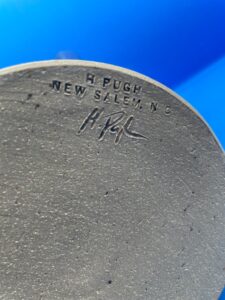 H. PUGH
NEW SALEM, N C
H. Pugh